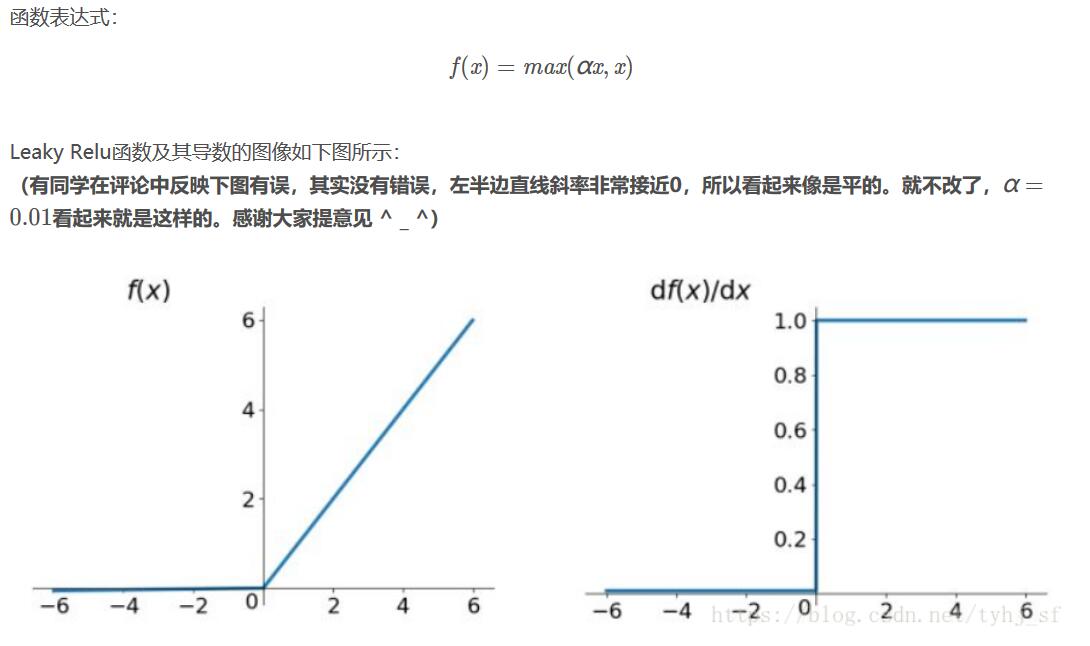 函数表达式：
f(x) = max(αx, x)
Leaky Relu函数及其导数的图像如下图所示：
（有同学在评论中反映下图有误，其实没有错误，左半边直线斜率非常接近0，所以看起来像是平的。就不改了，α =
0.01看起来就是这样的。感谢大家提意见 ^ _ ^）
f(x)
6
4
2
−6 −4 −2 0 2 4 6
df(x)/dx
1.0
0.8
0.6
0.4
0.2
−6 −4 −2 0 2 4 6
https://blog.csdn.net/tyhj_sf